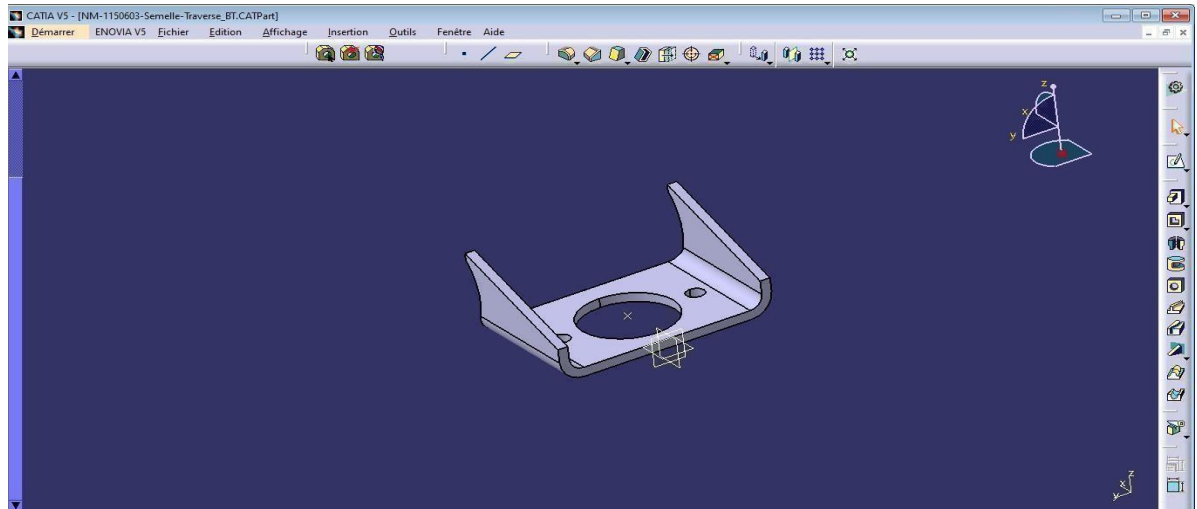 CATIA V5 - [NM-1150603-Semelle-Traverse_BT.CATPart]
Démarrer ENOVIA V5 Fichier Edition Affichage Insertion Outils Fenêtre Aide
z
x
y
z
x
y